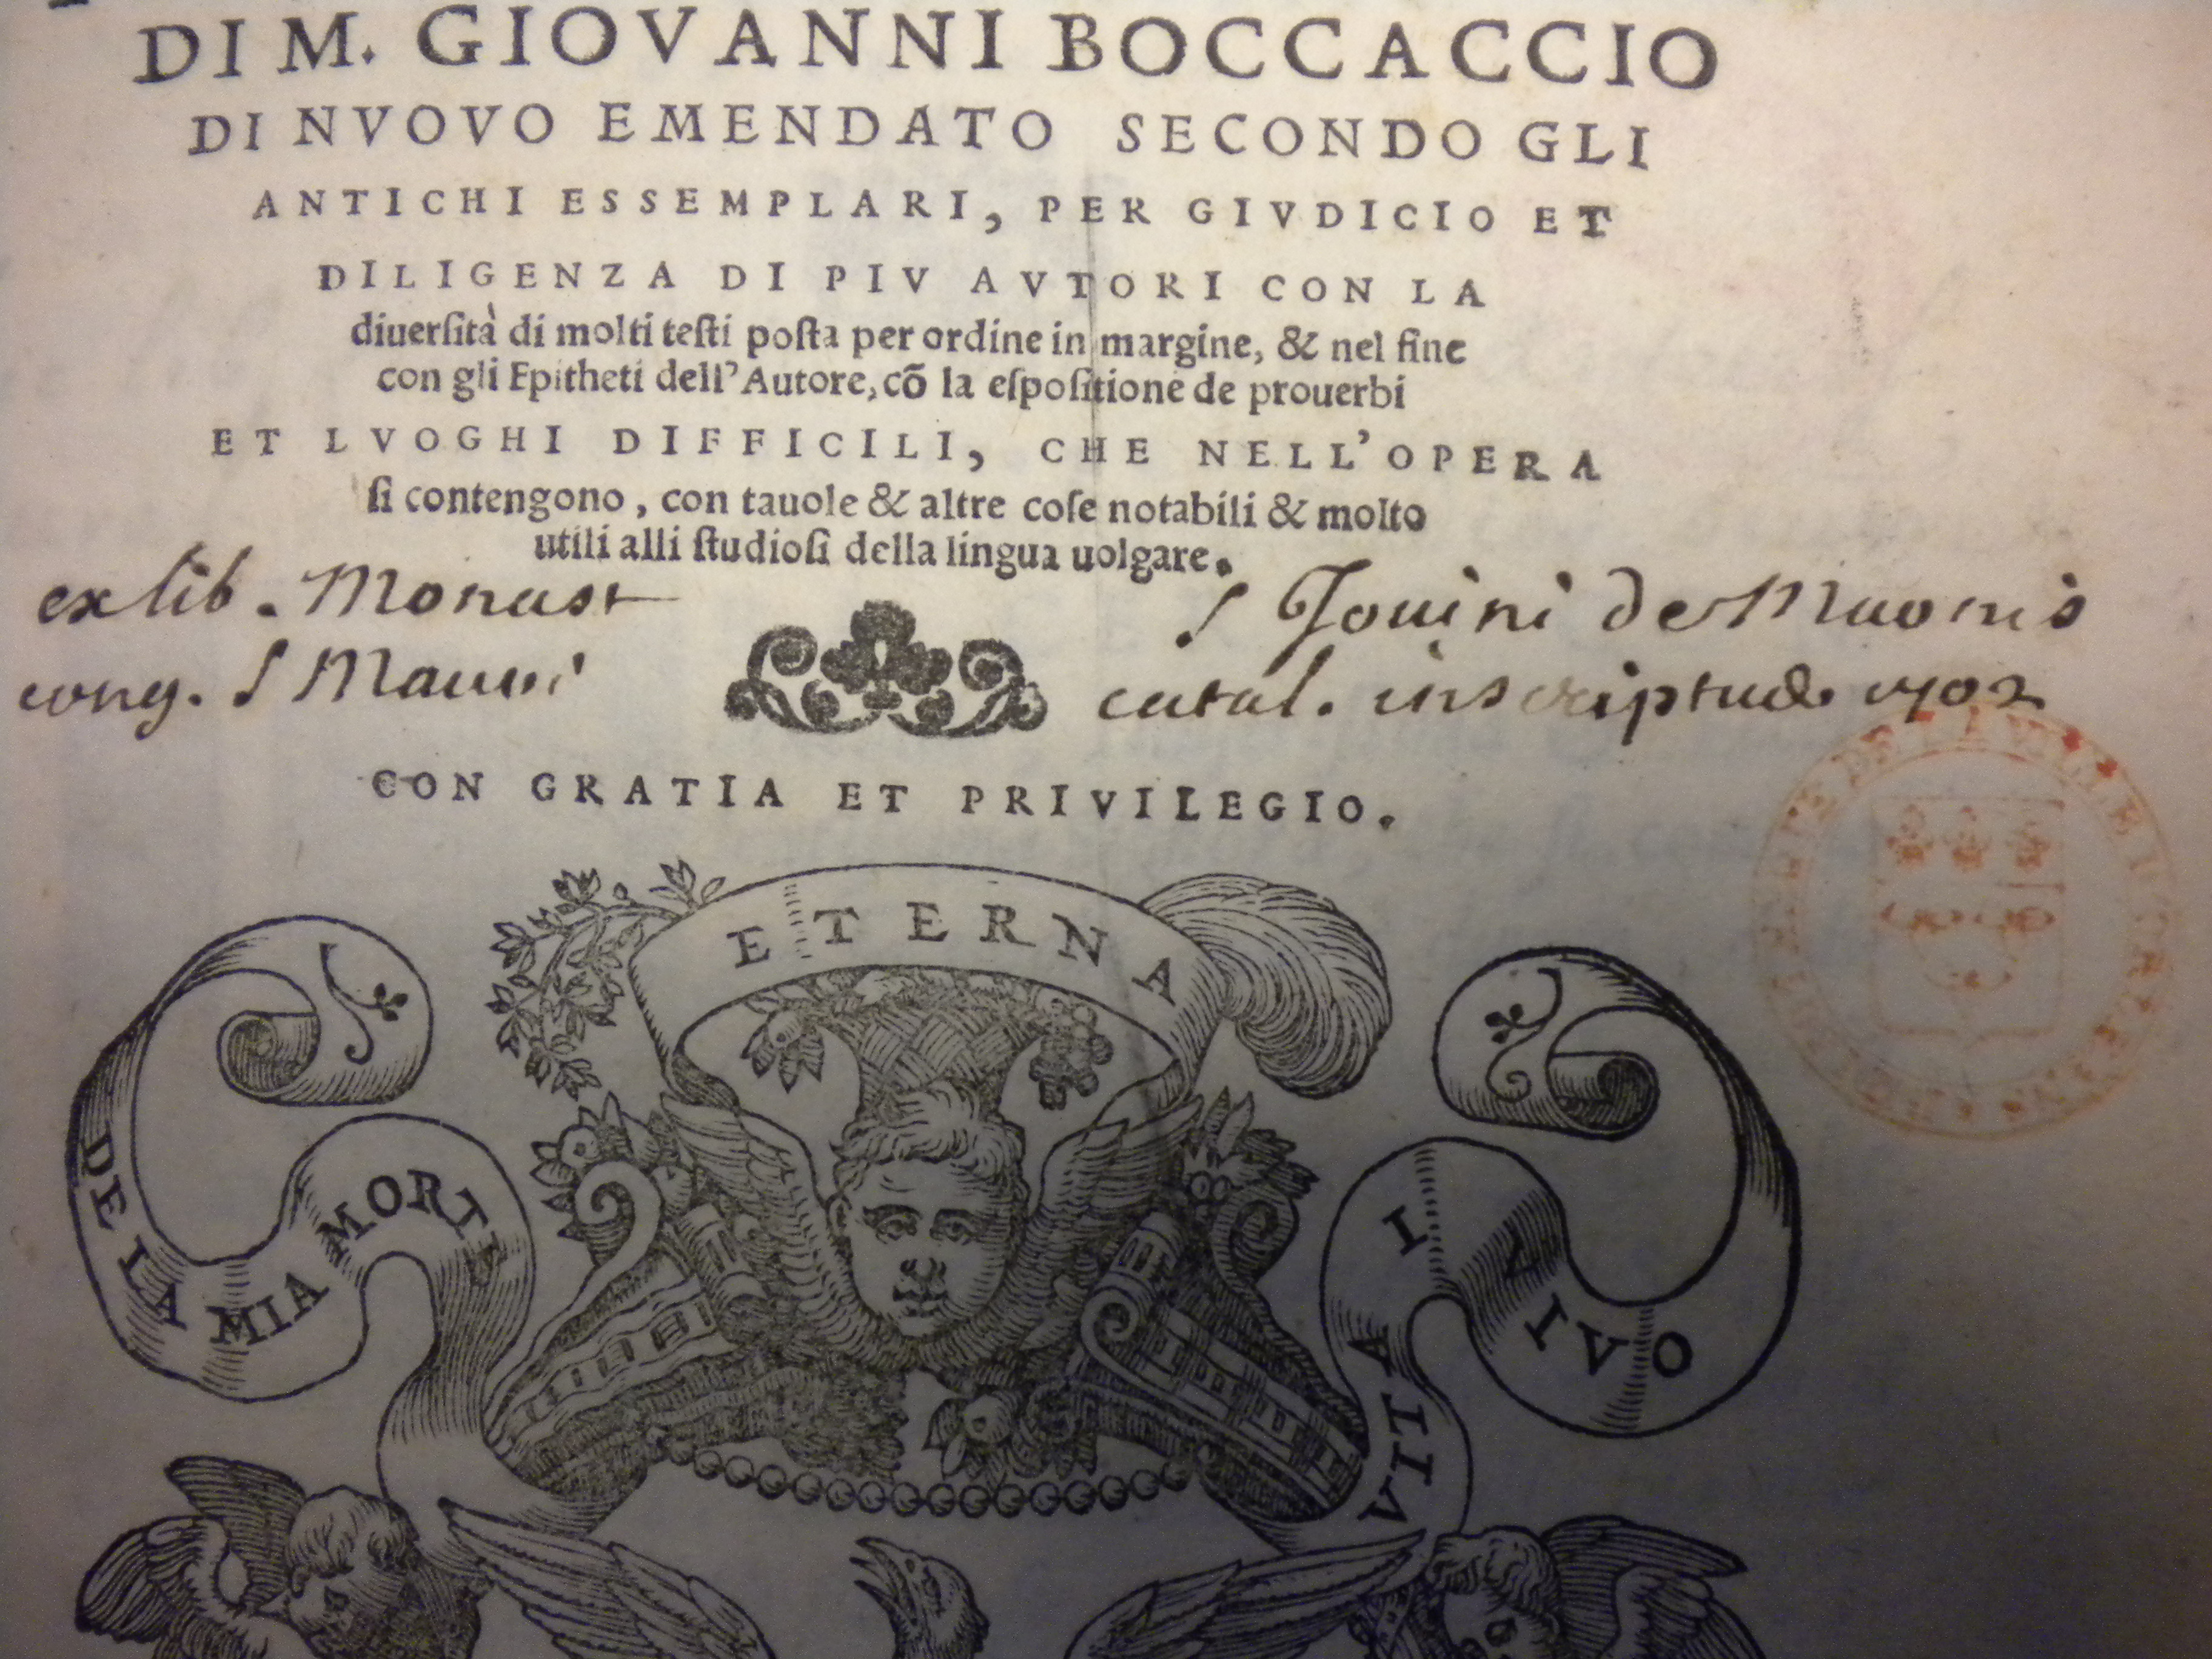 DI M. GIOVANNI BOCCACCIO
DI NVOVO EMENDATO SECONDO GLI
ANTICHI ESSEMPLARI, PER GIVDICIO ET
DILIGENZA DI PIV AVTORI CON LA
diuerſità di molti teſti poſta per ordine in margine, & nel fine
con gli Epitheti dell'Autore, cõ la eſpoſitione de prouerbi
ET LVOGHI DIFFICILI, CHE NELL'OPERA
ſi contengono, con tauole & altre coſe notabili & molto
utili alli ſtudioſi della lingua uolgare.
ex lib. Monast S Jouini de
cong. S Mauri catal. inscriptus 1702
CON GRATIA ET PRIVILEGIO.
ETERNA
DE LA MIA MORTE
VITA I VIVO